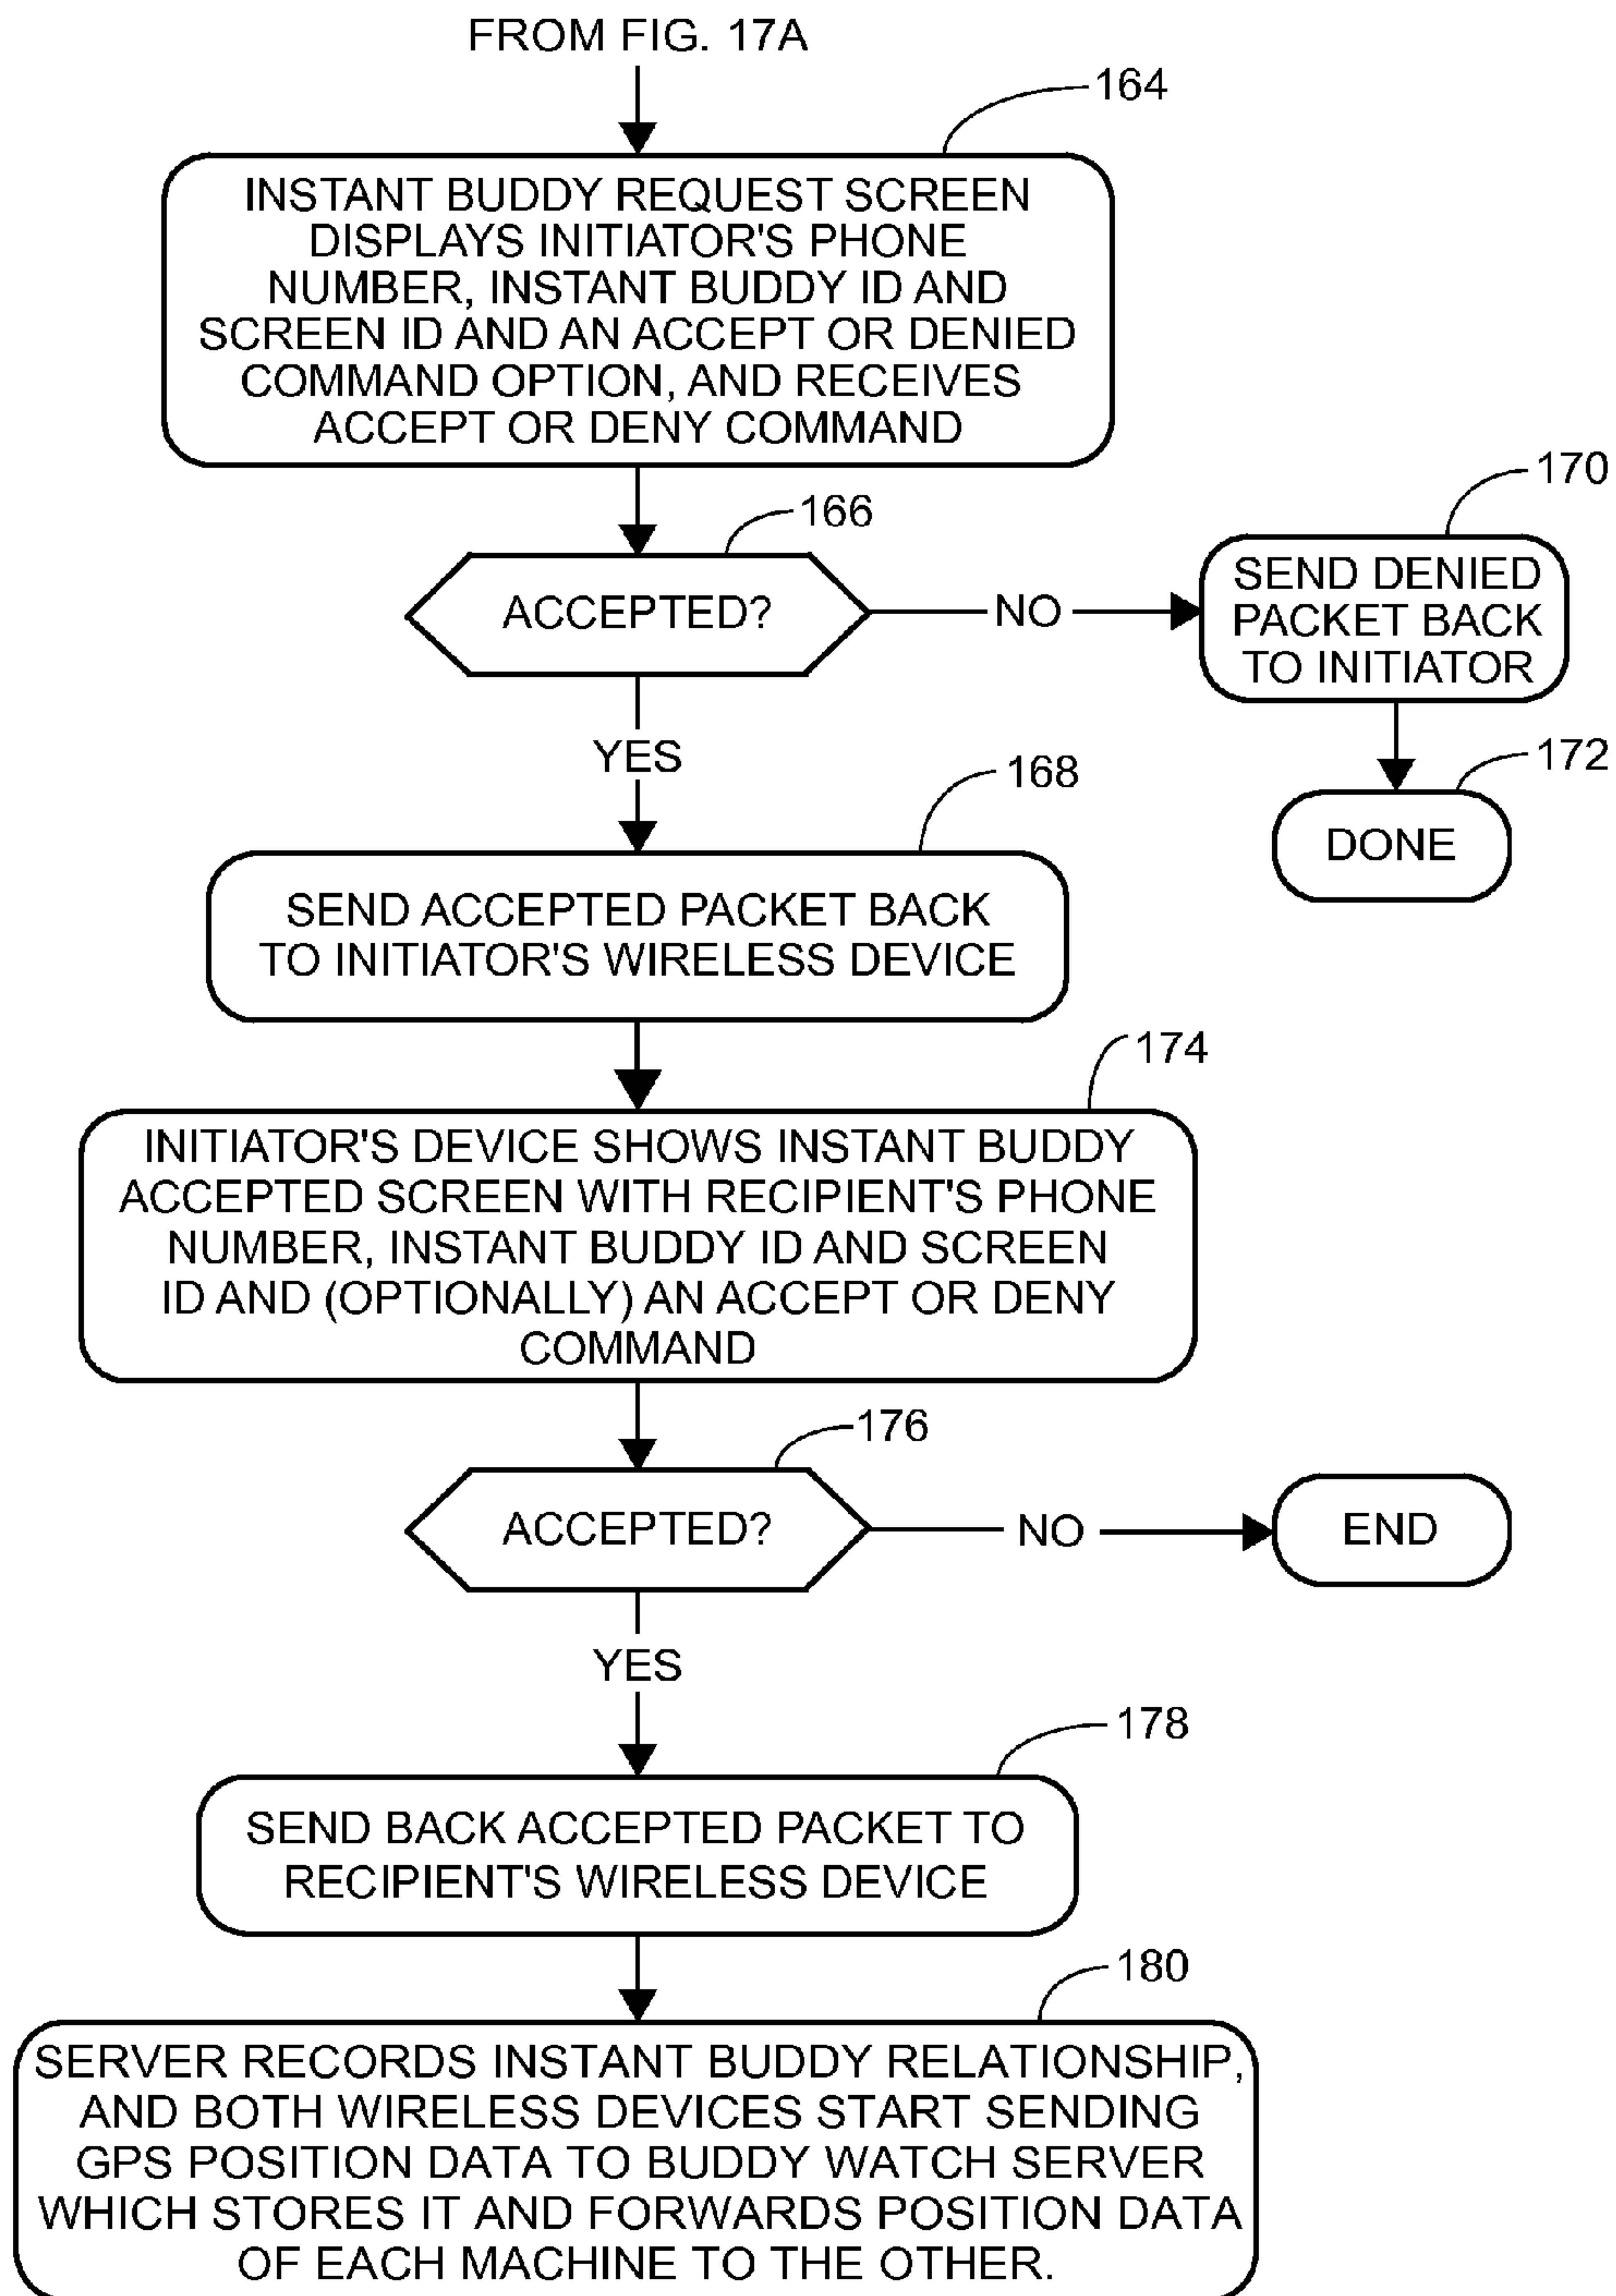 FROM FIG. 17A
164
INSTANT BUDDY REQUEST SCREEN
DISPLAYS INITIATOR'S PHONE
NUMBER, INSTANT BUDDY ID AND
SCREEN ID AND AN ACCEPT OR DENIED
COMMAND OPTION, AND RECEIVES
ACCEPT OR DENY COMMAND
166
ACCEPTED?
NO
170
SEND DENIED
PACKET BACK
TO INITIATOR
172
DONE
YES
168
SEND ACCEPTED PACKET BACK
TO INITIATOR'S WIRELESS DEVICE
174
INITIATOR'S DEVICE SHOWS INSTANT BUDDY
ACCEPTED SCREEN WITH RECIPIENT'S PHONE
NUMBER, INSTANT BUDDY ID AND SCREEN
ID AND (OPTIONALLY) AN ACCEPT OR DENY
COMMAND
176
ACCEPTED?
NO
END
YES
178
SEND BACK ACCEPTED PACKET TO
RECIPIENT'S WIRELESS DEVICE
180
SERVER RECORDS INSTANT BUDDY RELATIONSHIP,
AND BOTH WIRELESS DEVICES START SENDING
GPS POSITION DATA TO BUDDY WATCH SERVER
WHICH STORES IT AND FORWARDS POSITION DATA
OF EACH MACHINE TO THE OTHER.